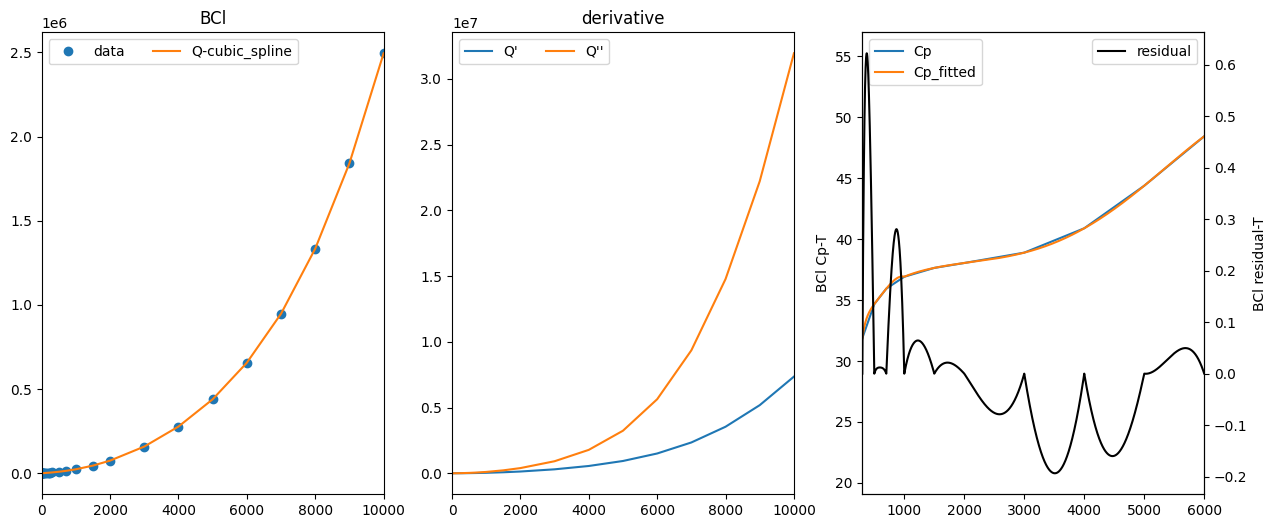 BCl
1e6
data
Q-cubic_spline
2.5
2.0
1.5
1.0
0.5
0.0
0 2000 4000 6000 8000 10000
derivative
1e7
Q'
Q''
3.0
2.5
2.0
1.5
1.0
0.5
0.0
0 2000 4000 6000 8000 10000
Cp
Cp_fitted
residual
BCl Cp-T
55
50
45
40
35
30
25
20
1000 2000 3000 4000 5000 6000
0.6
0.5
0.4
0.3
0.2
0.1
0.0
−0.1
−0.2
BCl residual-T